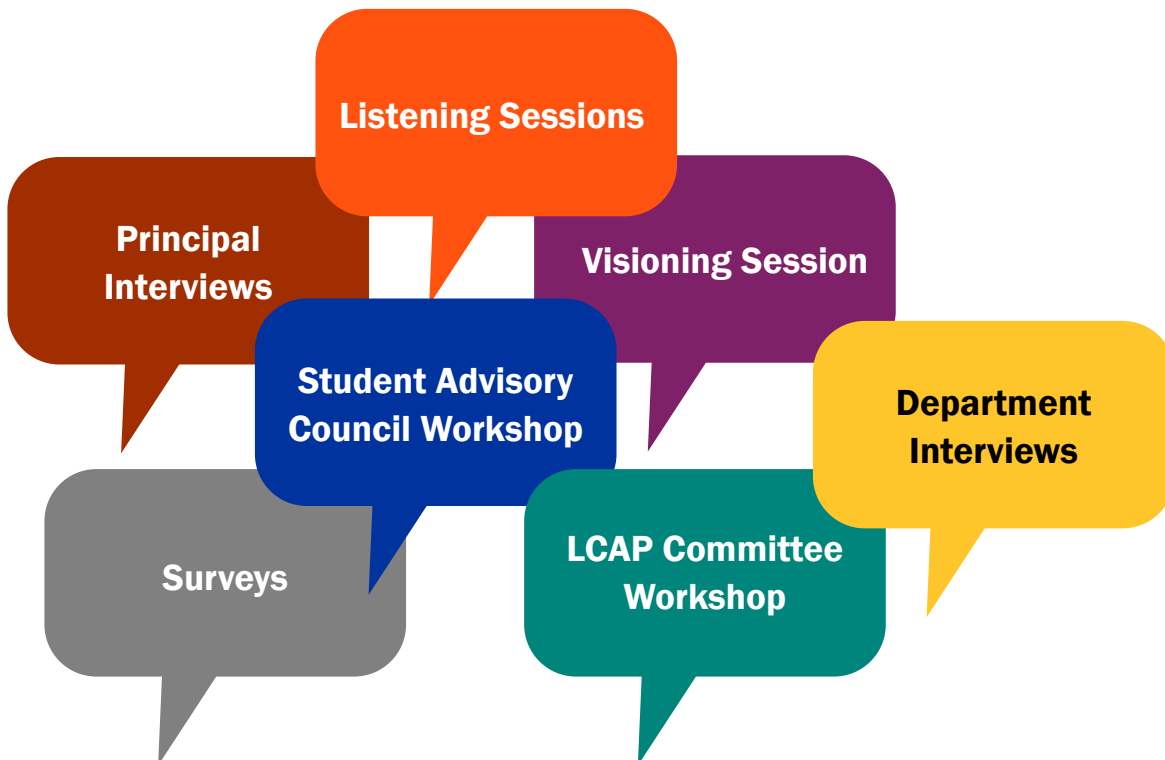 Listening Sessions
Principal
Interviews
Visioning Session
Student Advisory
Council Workshop
Department
Interviews
Surveys
LCAP Committee
Workshop